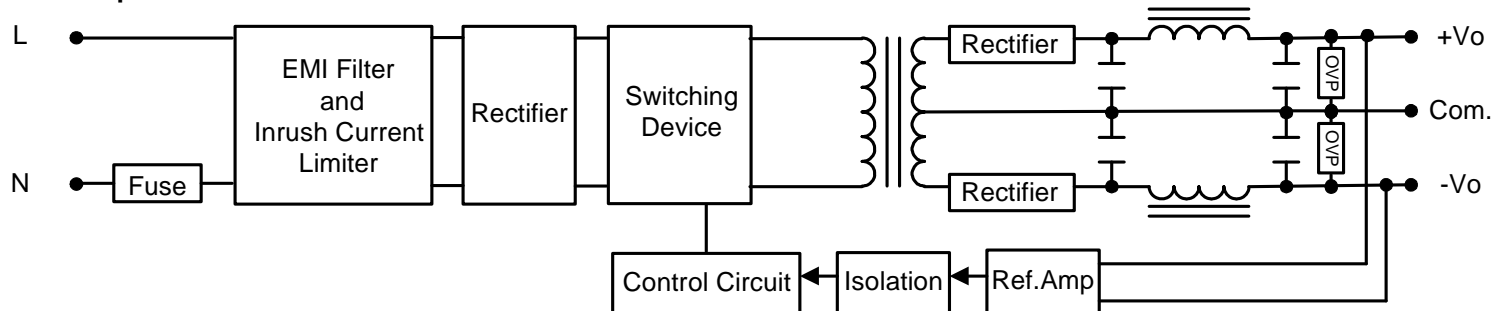 L
EMI Filter
and
Inrush Current
Limiter
Rectifier
Switching
Device
Rectifier
+Vo
OVP
Com.
OVP
N
Fuse
Rectifier
-Vo
Control Circuit
Isolation
Ref.Amp